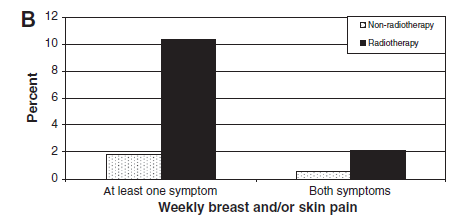 B
Non-radiotherapy
Radiotherapy
12
10
8
6
4
2
0
Percent
At least one symptom
Both symptoms
Weekly breast and/or skin pain